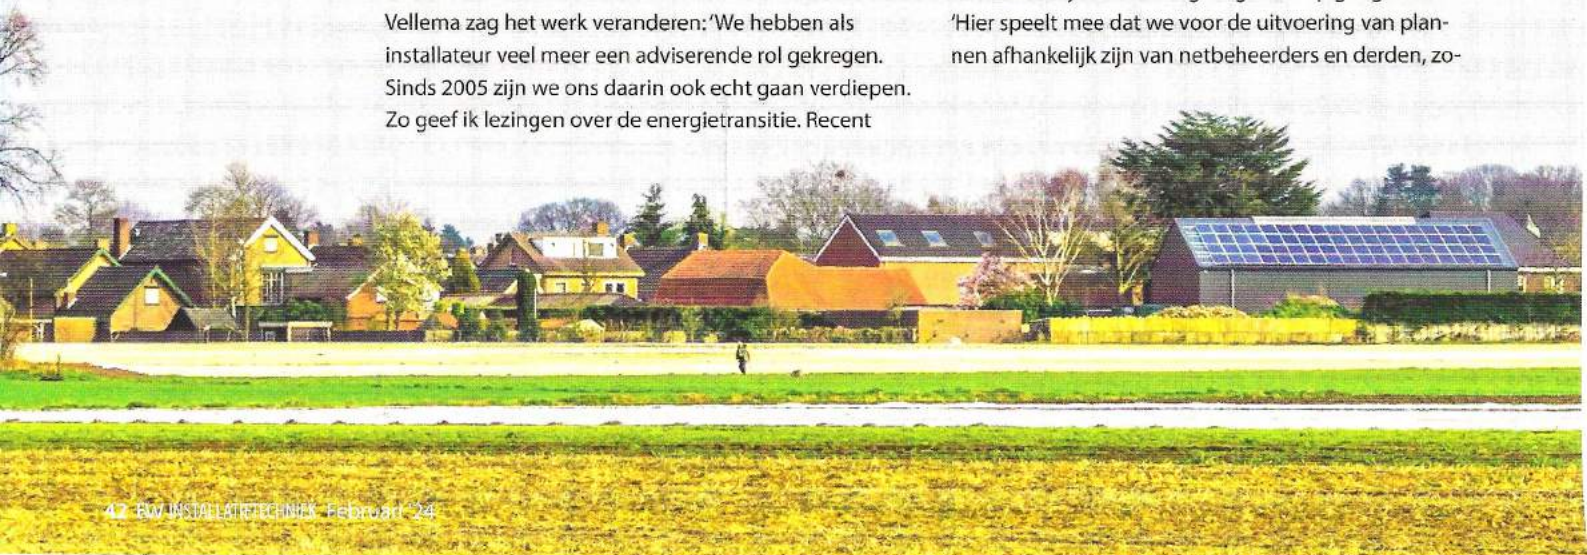 Vellema zag het werk veranderen: ‘We hebben als
installateur veel meer een adviserende rol gekregen.
Sinds 2005 zijn we ons daarin ook echt gaan verdiepen.
Zo geef ik lezingen over de energietransitie. Recent
‘Hier speelt mee dat we voor de uitvoering van plan-
nen afhankelijk zijn van netbeheerders en derden, zo-
42 EW INSTALLATIETECHNIEK Februari ‘24